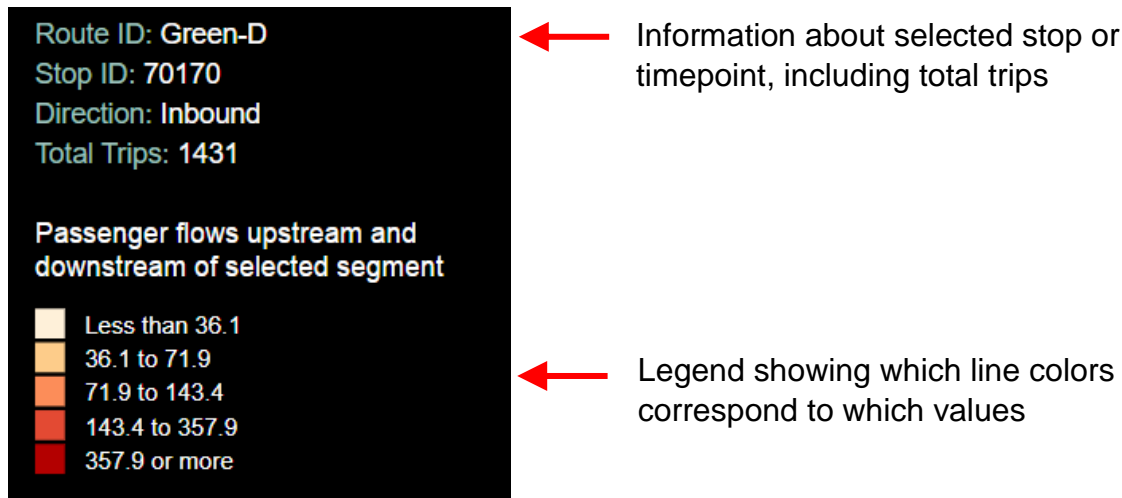 Route ID: Green-D
Stop ID: 70170
Direction: Inbound
Total Trips: 1431
Information about selected stop or
timepoint, including total trips
Passenger flows upstream and
downstream of selected segment
Less than 36.1
36.1 to 71.9
71.9 to 143.4
143.4 to 357.9
357.9 or more
Legend showing which line colors
correspond to which values